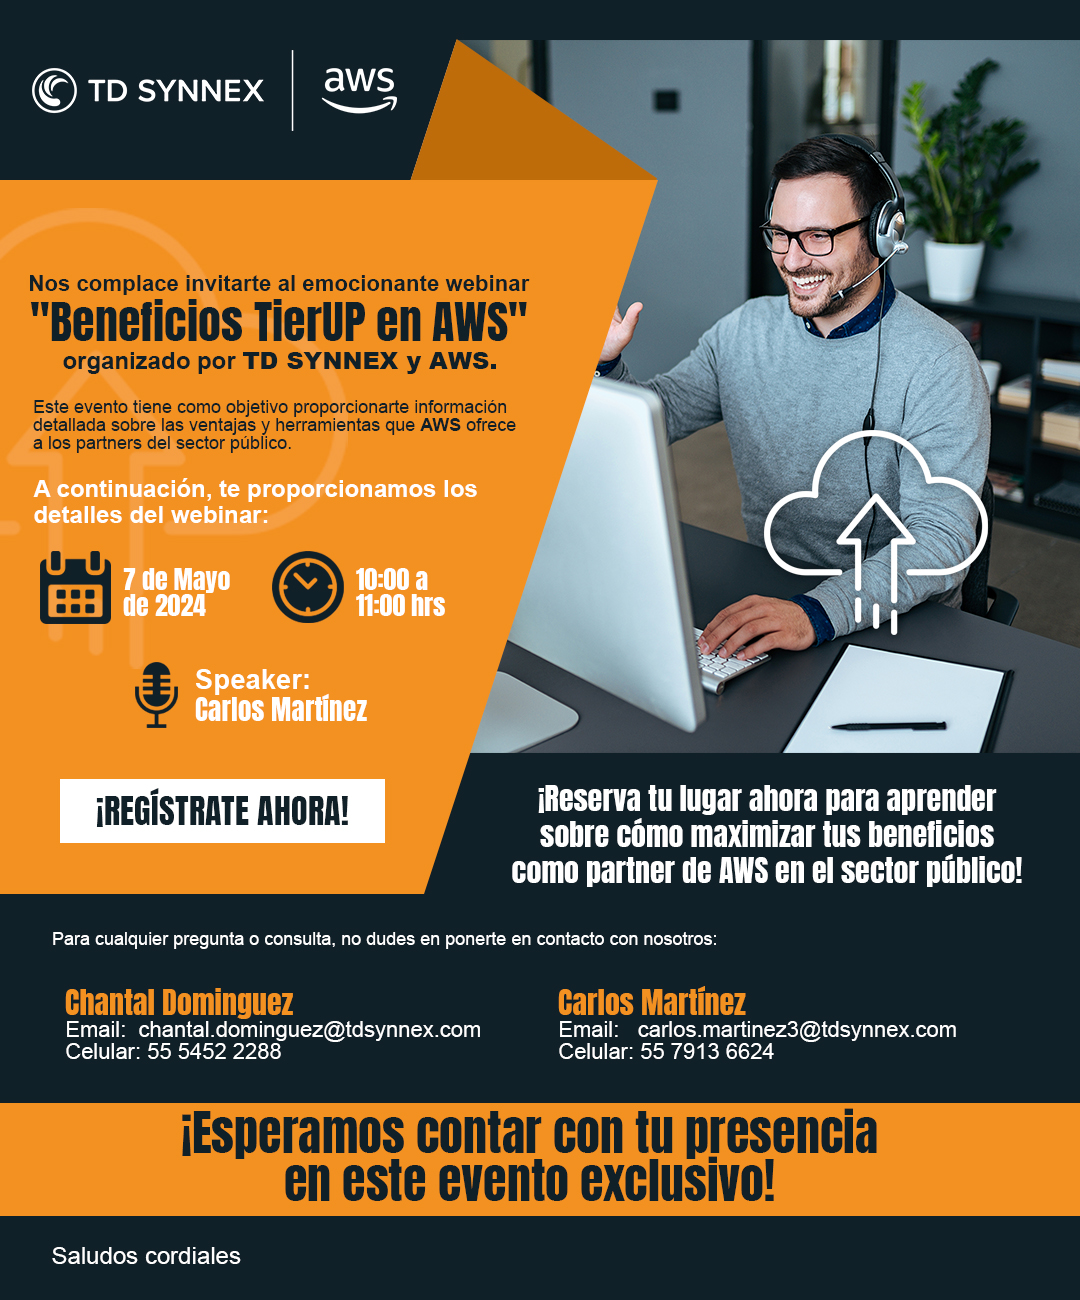 TD SYNNEX
aws
Nos complace invitarte al emocionante webinar
"Beneficios TierUP en AWS"
organizado por TD SYNNEX y AWS.
Este evento tiene como objetivo proporcionarte información
detallada sobre las ventajas y herramientas que AWS ofrece
a los partners del sector público.
A continuación, te proporcionamos los
detalles del webinar:
7 de Mayo
de 2024
10:00 a
11:00 hrs
Speaker:
Carlos Martínez
¡REGÍSTRATE AHORA!
¡Reserva tu lugar ahora para aprender
sobre cómo maximizar tus beneficios
como partner de AWS en el sector público!
Para cualquier pregunta o consulta, no dudes en ponerte en contacto con nosotros:
Chantal Dominguez
Email: chantal.dominguez@tdsynnex.com
Celular: 55 5452 2288
Carlos Martínez
Email: carlos.martinez3@tdsynnex.com
Celular: 55 7913 6624
¡Esperamos contar con tu presencia
en este evento exclusivo!
Saludos cordiales